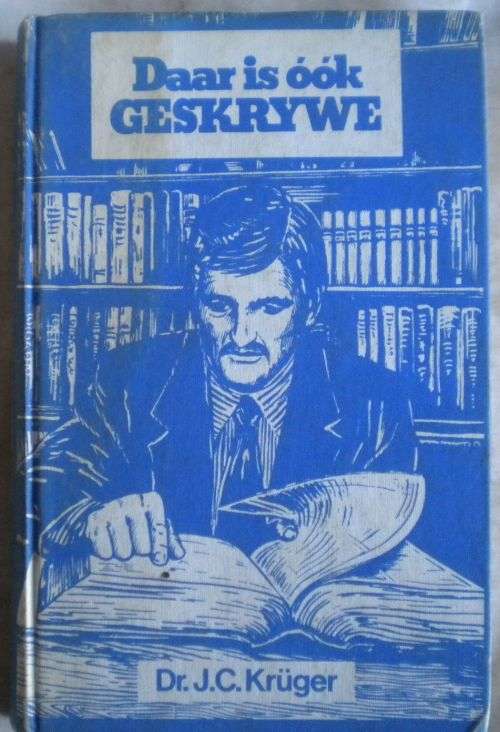 Daar is óók
GESKRYWE
Dr. J.C. Krüger